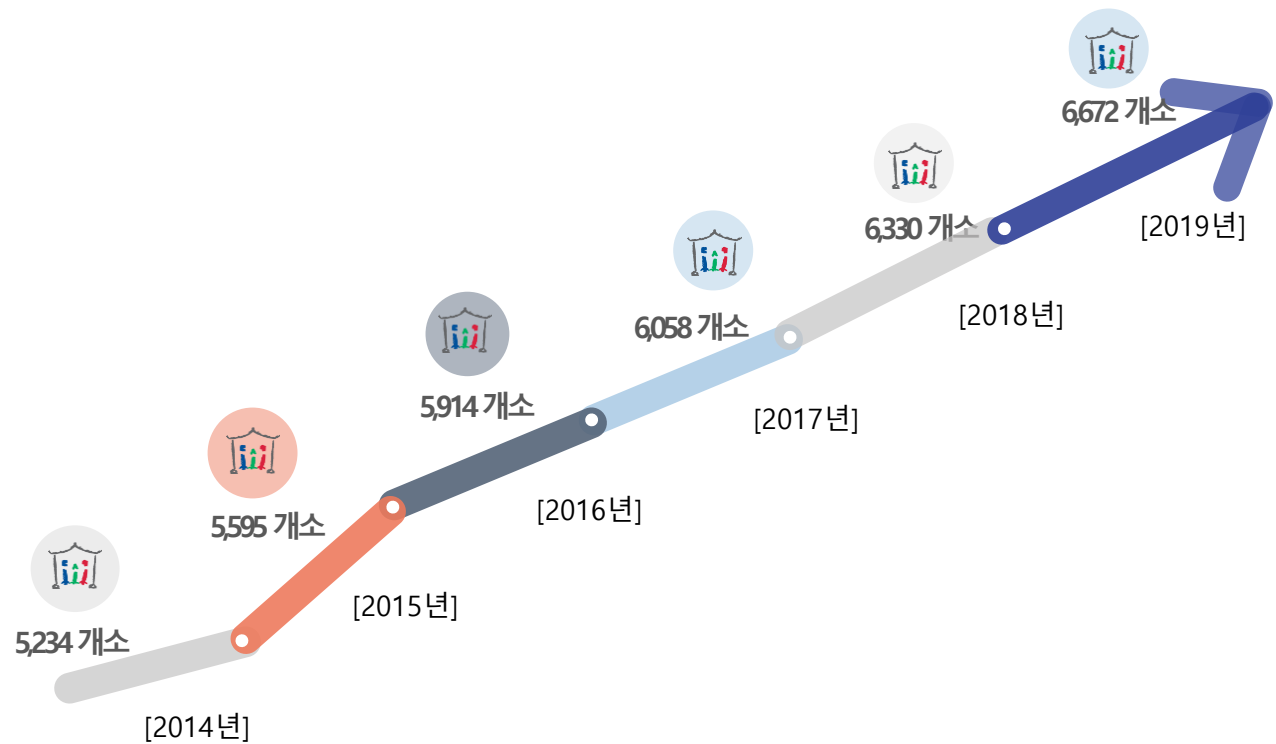 5,234 개소
[2014년]
5,595 개소
[2015년]
5,914 개소
[2016년]
6,058 개소
[2017년]
6,330 개소
[2018년]
6,672 개소
[2019년]